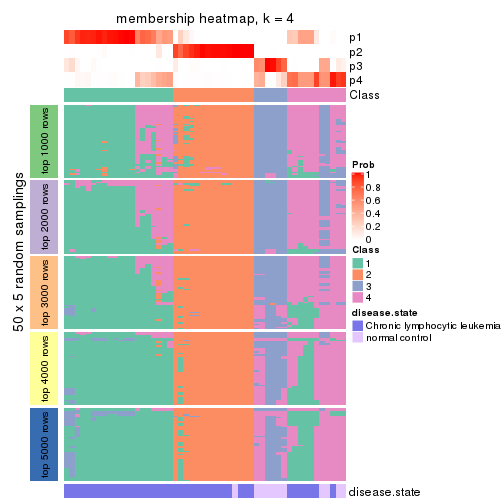 membership heatmap, k = 4
p1
p2
p3
p4
Class
50 x 5 random samplings
top 1000 rows
top 2000 rows
top 3000 rows
top 4000 rows
top 5000 rows
Prob
1
0.8
0.6
0.4
0.2
0
Class
1
2
3
4
disease.state
Chronic lymphocytic leukemia
normal control
disease.state